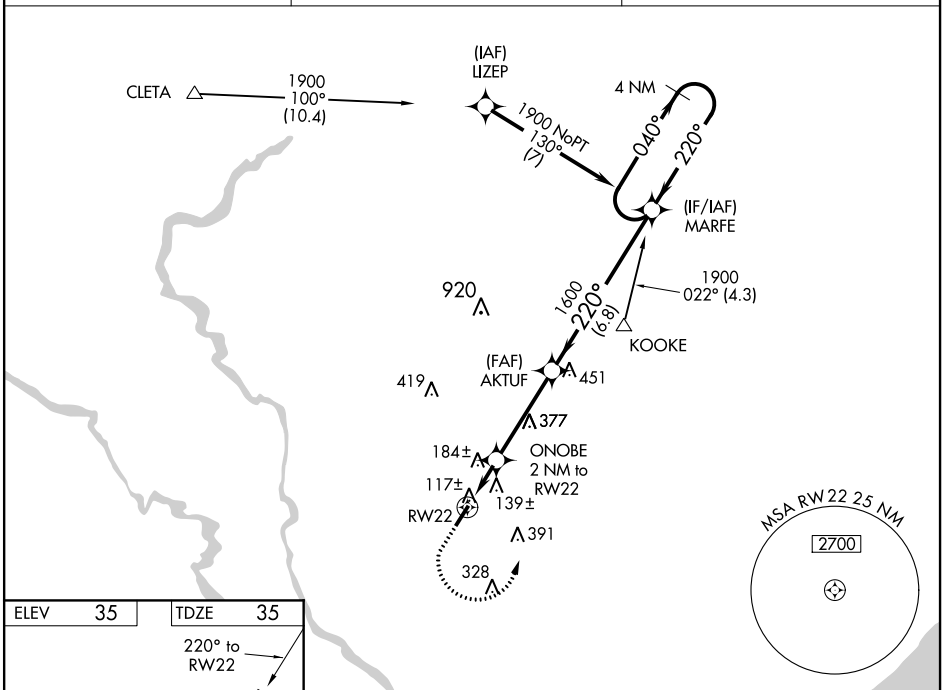 (IAF)
LIZEP
CLETA
1900
100°
(10.4)
1900 NoPT
130°
(7)
4 NM
040°
220°
(IF/IAF)
MARFE
1900
022° (4.3)
KOOKE
1600
220°
(6.8)
920
(FAF)
AKTUF
451
419
377
184±
ONOBE
2 NM to
RW22
117±
139±
RW22
391
328
MSA RW22 25 NM
2700
ELEV 35
TDZE 35
220° to
RW22